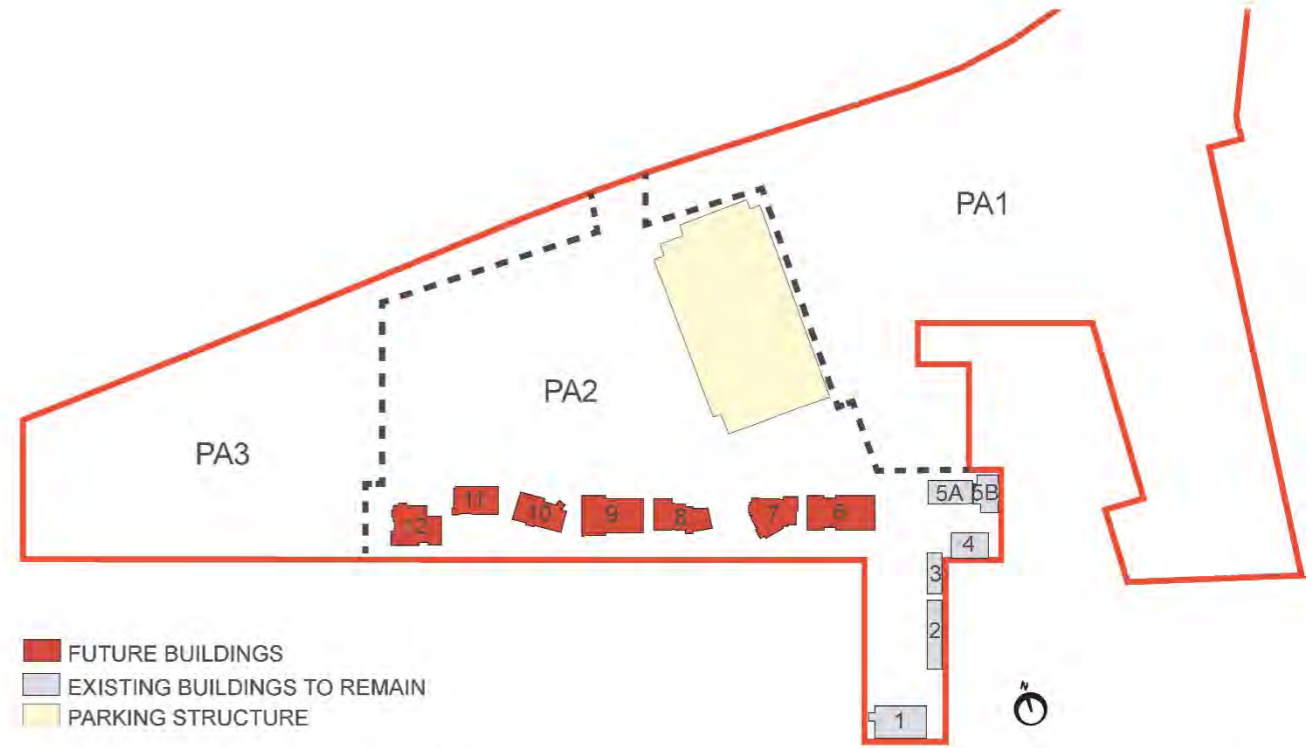 PA1
PA2
PA3
5A 5B
12 11 10 9 8 7 6
4
3
2
1
FUTURE BUILDINGS
EXISTING BUILDINGS TO REMAIN
PARKING STRUCTURE
N